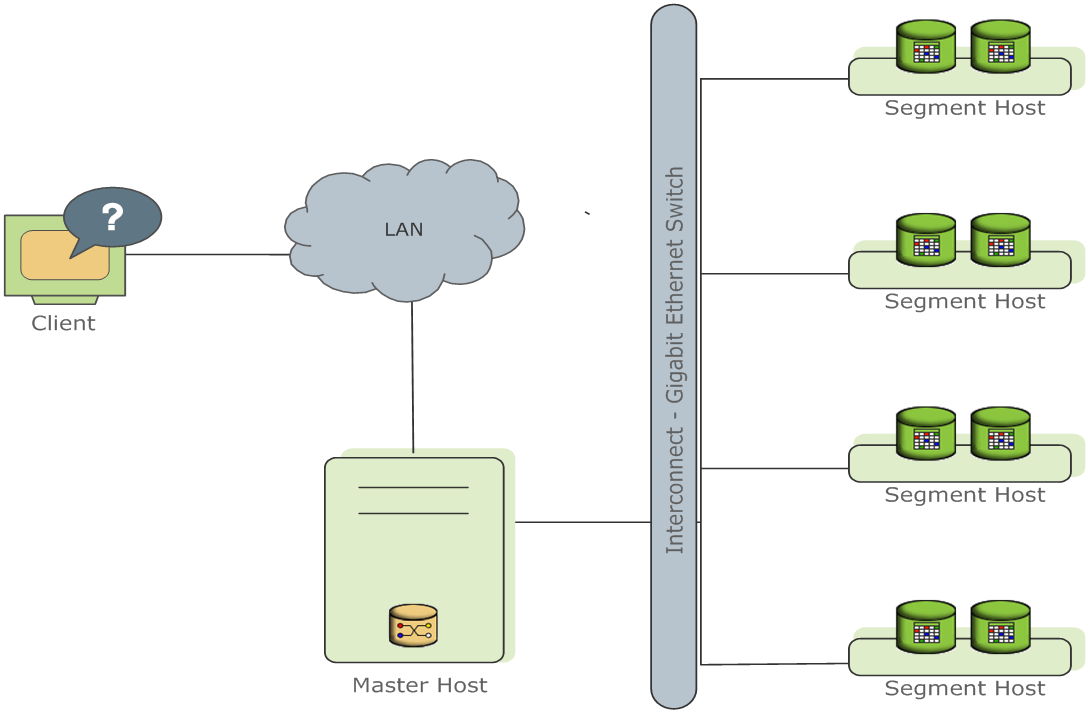 ?
Client
LAN
Master Host
Interconnect - Gigabit Ethernet Switch
Segment Host
Segment Host
Segment Host
Segment Host